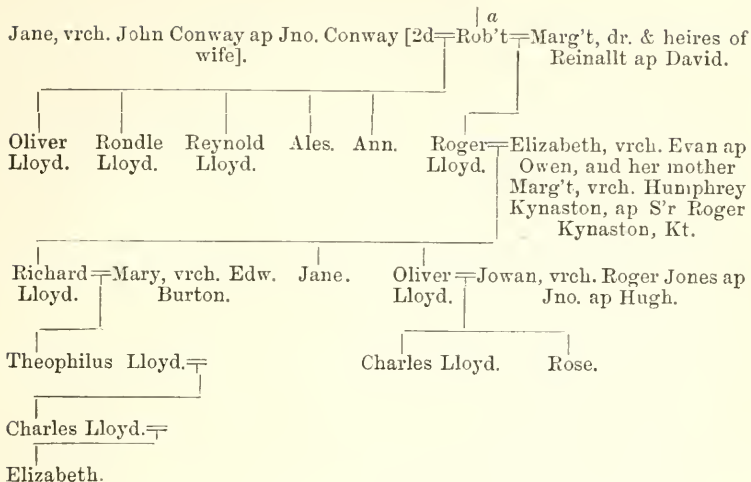 a
Jane, vrch. John Conway ap Jno. Conway [2d Rob't Marg't, dr. & heires of
wife]. Reinallt ap David.
Oliver Rondle Reynold Ales. Ann. Roger Elizabeth, vrch. Evan ap
Lloyd. Lloyd. Lloyd. Lloyd. Owen, and her mother
Marg't, vrch. Humphrey
Kynaston, ap S'r Roger
Kynaston, Kt.
Richard Mary, vrch. Edw. Jane. Oliver Jowan, vrch. Roger Jones ap
Lloyd. Burton. Lloyd. Jno. ap Hugh.
Theophilus Lloyd. Charles Lloyd. Rose.
Charles Lloyd.
Elizabeth.